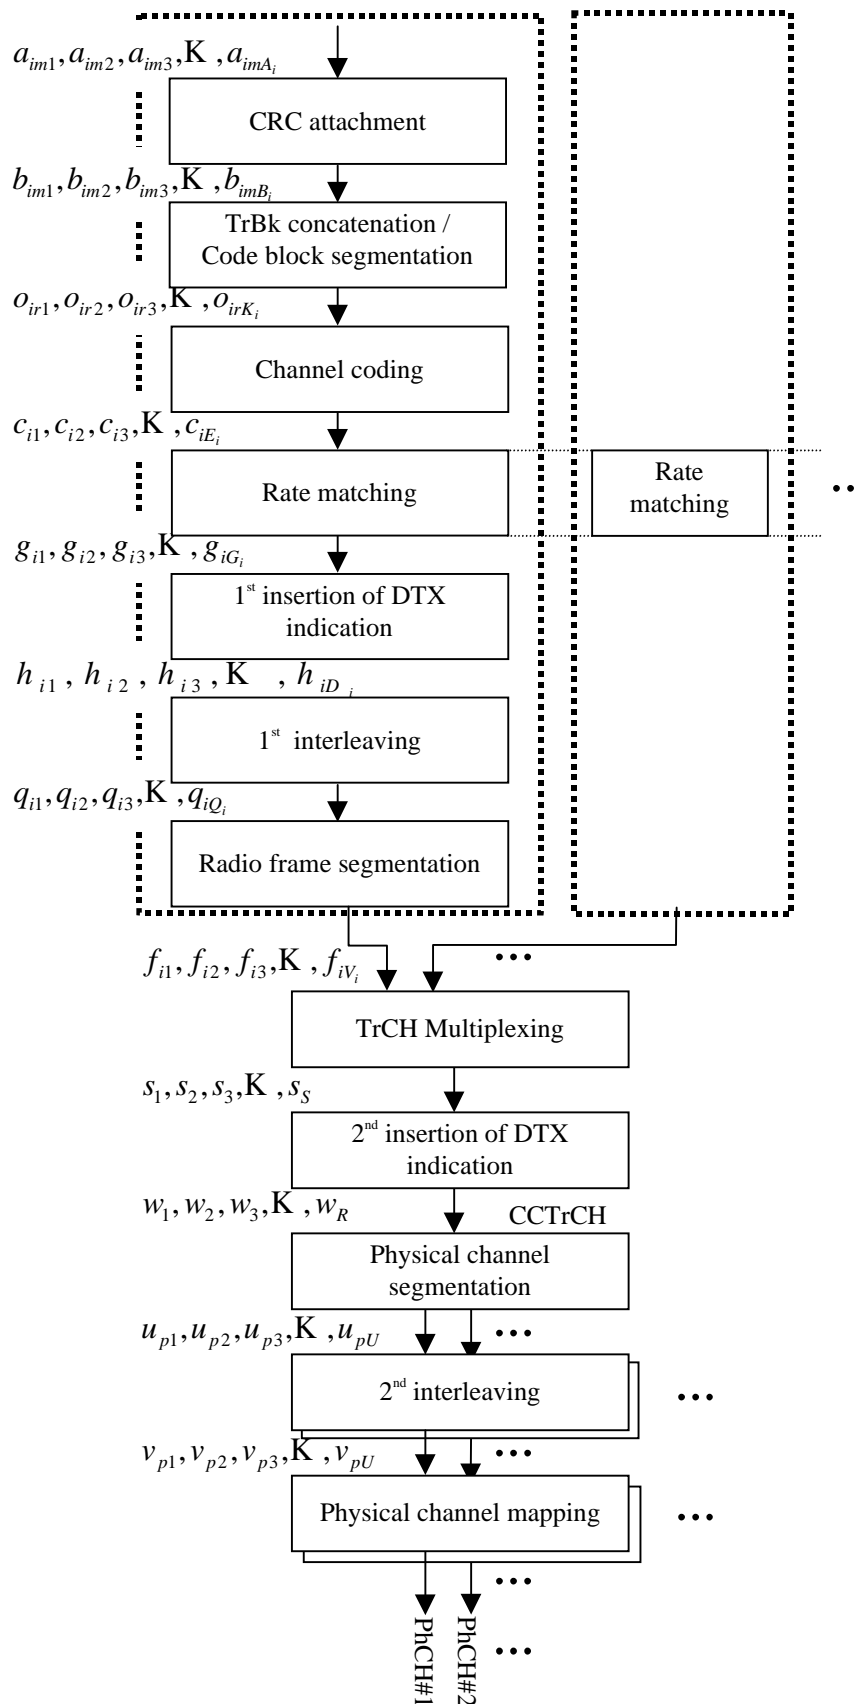 a_{im1}, a_{im2}, a_{im3}, K , a_{imA_i}
CRC attachment
b_{im1}, b_{im2}, b_{im3}, K , b_{imB_i}
TrBk concatenation /
Code block segmentation
o_{ir1}, o_{ir2}, o_{ir3}, K , o_{irK_i}
Channel coding
c_{i1}, c_{i2}, c_{i3}, K , c_{iE_i}
Rate matching
Rate
matching
••
g_{i1}, g_{i2}, g_{i3}, K , g_{iG_i}
1st insertion of DTX
indication
h_{i1} , h_{i2} , h_{i3} , K , h_{iD_i}
1st interleaving
q_{i1}, q_{i2}, q_{i3}, K , q_{iQ_i}
Radio frame segmentation
f_{i1}, f_{i2}, f_{i3}, K , f_{iV_i}
•••
TrCH Multiplexing
s_1, s_2, s_3, K , s_S
2nd insertion of DTX
indication
w_1, w_2, w_3, K , w_R
CCTrCH
Physical channel
segmentation
u_{p1}, u_{p2}, u_{p3}, K , u_{pU}
•••
2nd interleaving
•••
v_{p1}, v_{p2}, v_{p3}, K , v_{pU}
•••
Physical channel mapping
•••
•••
PhCH#1
PhCH#2
•••